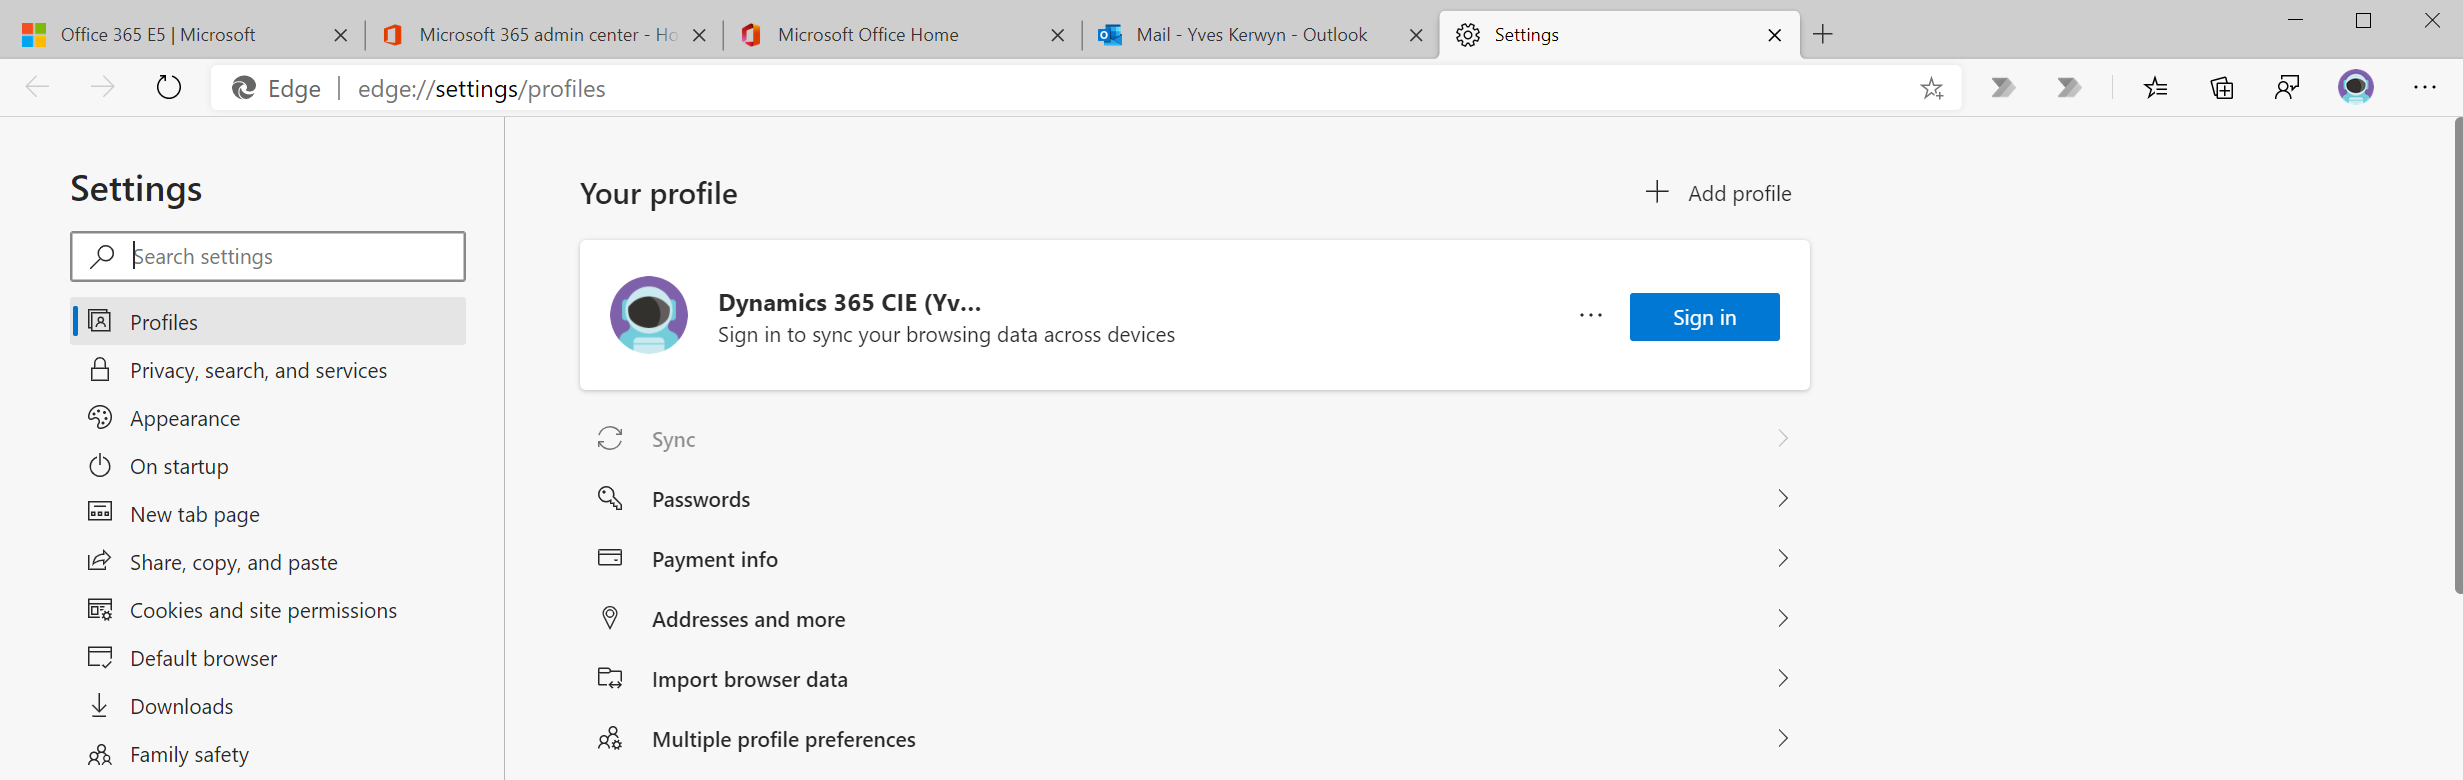 Office 365 E5 | Microsoft
Microsoft 365 admin center - Ho
Microsoft Office Home
Mail - Yves Kerwyn - Outlook
Settings
Edge
edge://settings/profiles
Settings
Search settings
Profiles
Privacy, search, and services
Appearance
On startup
New tab page
Share, copy, and paste
Cookies and site permissions
Default browser
Downloads
Family safety
Your profile
Add profile
Dynamics 365 CIE (Yv...
Sign in to sync your browsing data across devices
Sign in
Sync
Passwords
Payment info
Addresses and more
Import browser data
Multiple profile preferences